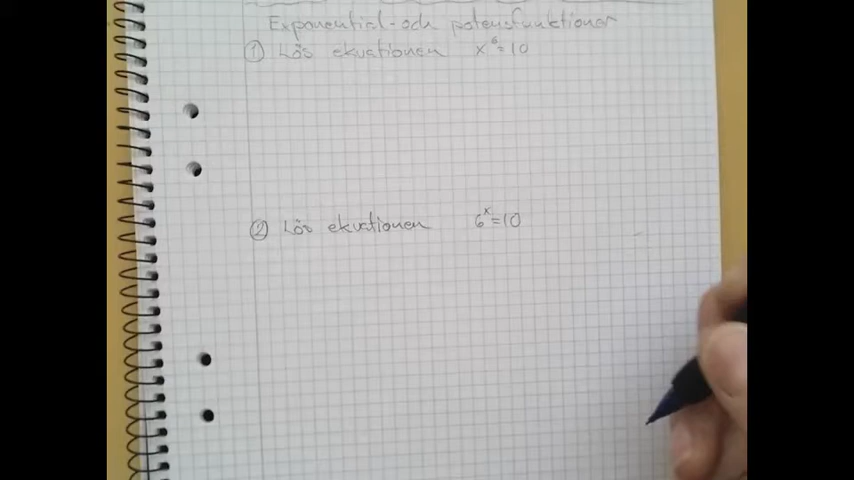 Exponential- och potensfunktioner
① Lös ekvationen x⁶=10
② Lös ekvationen 6ˣ=10